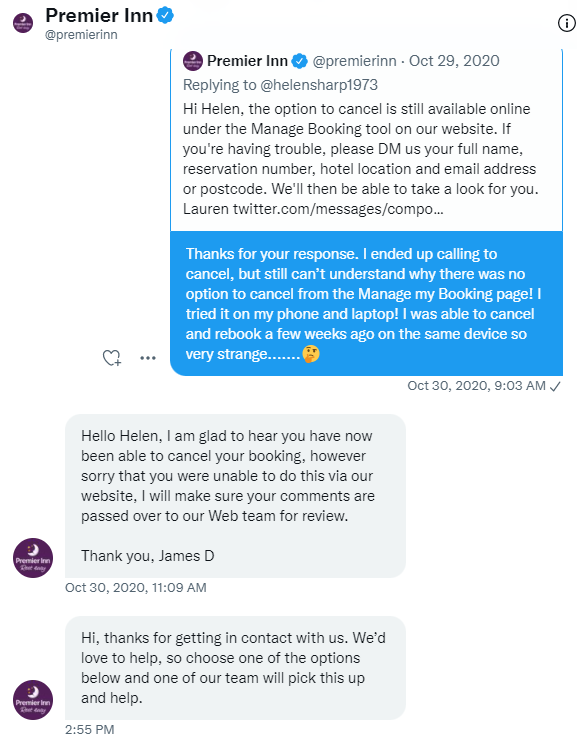 Premier Inn
@premierinn
Premier Inn @premierinn · Oct 29, 2020
Replying to @helensharp1973
Hi Helen, the option to cancel is still available online
under the Manage Booking tool on our website. If
you're having trouble, please DM us your full name,
reservation number, hotel location and email address
or postcode. We'll then be able to take a look for you.
Lauren twitter.com/messages/compo...
Thanks for your response. I ended up calling to
cancel, but still can't understand why there was no
option to cancel from the Manage my Booking page! I
tried it on my phone and laptop! I was able to cancel
and rebook a few weeks ago on the same device so
very strange.......🤔
Oct 30, 2020, 9:03 AM ✓
Hello Helen, I am glad to hear you have now
been able to cancel your booking, however
sorry that you were unable to do this via our
website, I will make sure your comments are
passed over to our Web team for review.
Thank you, James D
Premier Inn
Rest easy
Oct 30, 2020, 11:09 AM
Hi, thanks for getting in contact with us. We'd
love to help, so choose one of the options
below and one of our team will pick this up
and help.
Premier Inn
Rest easy
2:55 PM